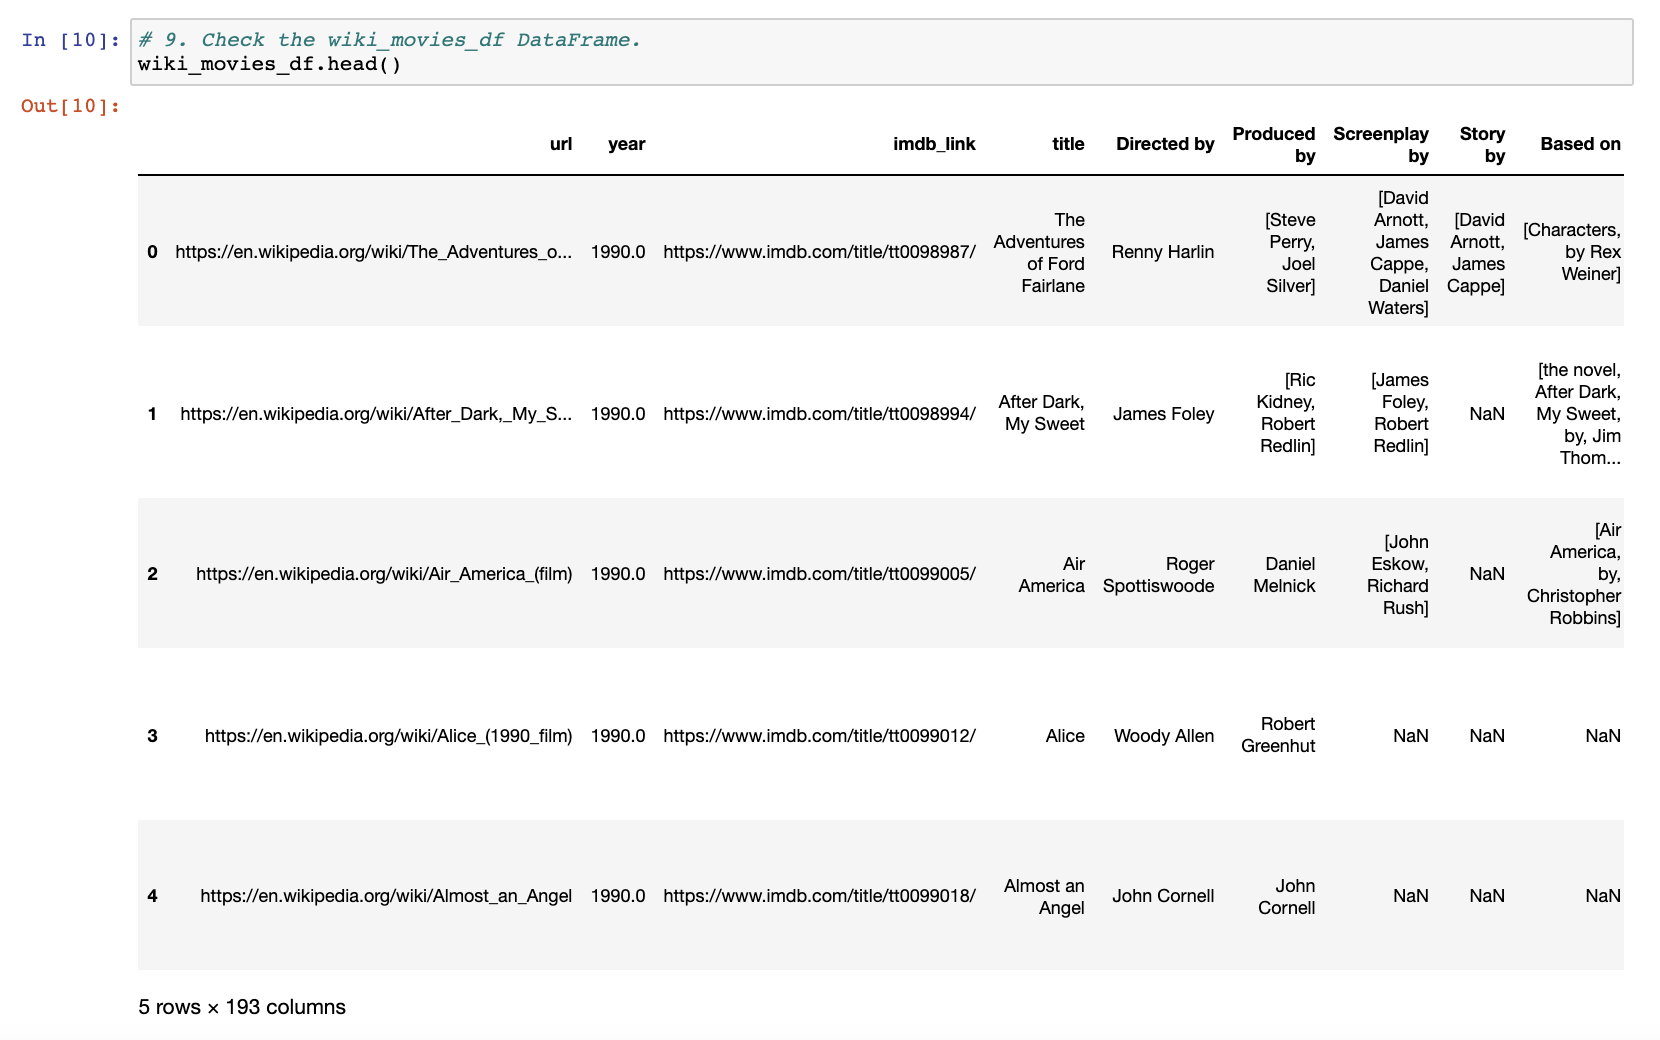 In [10]: # 9. Check the wiki_movies_df DataFrame.
wiki_movies_df.head()
Out[10]:
url year imdb_link title Directed by Produced by Screenplay by Story by Based on
0 https://en.wikipedia.org/wiki/The_Adventures_o... 1990.0 https://www.imdb.com/title/tt0098987/ The Adventures of Ford Fairlane Renny Harlin [Steve Perry, Joel Silver] [David Arnott, James Cappe, Daniel Waters] [David Arnott, James Cappe] [Characters, by Rex Weiner]
1 https://en.wikipedia.org/wiki/After_Dark,_My_S... 1990.0 https://www.imdb.com/title/tt0098994/ After Dark, My Sweet James Foley [Ric Kidney, Robert Redlin] [James Foley, Robert Redlin] NaN [the novel, After Dark, My Sweet, by, Jim Thom...
2 https://en.wikipedia.org/wiki/Air_America_(film) 1990.0 https://www.imdb.com/title/tt0099005/ Air America Roger Spottiswoode Daniel Melnick [John Eskow, Richard Rush] NaN [Air America, by, Christopher Robbins]
3 https://en.wikipedia.org/wiki/Alice_(1990_film) 1990.0 https://www.imdb.com/title/tt0099012/ Alice Woody Allen Robert Greenhut NaN NaN NaN
4 https://en.wikipedia.org/wiki/Almost_an_Angel 1990.0 https://www.imdb.com/title/tt0099018/ Almost an Angel John Cornell John Cornell NaN NaN NaN
5 rows × 193 columns